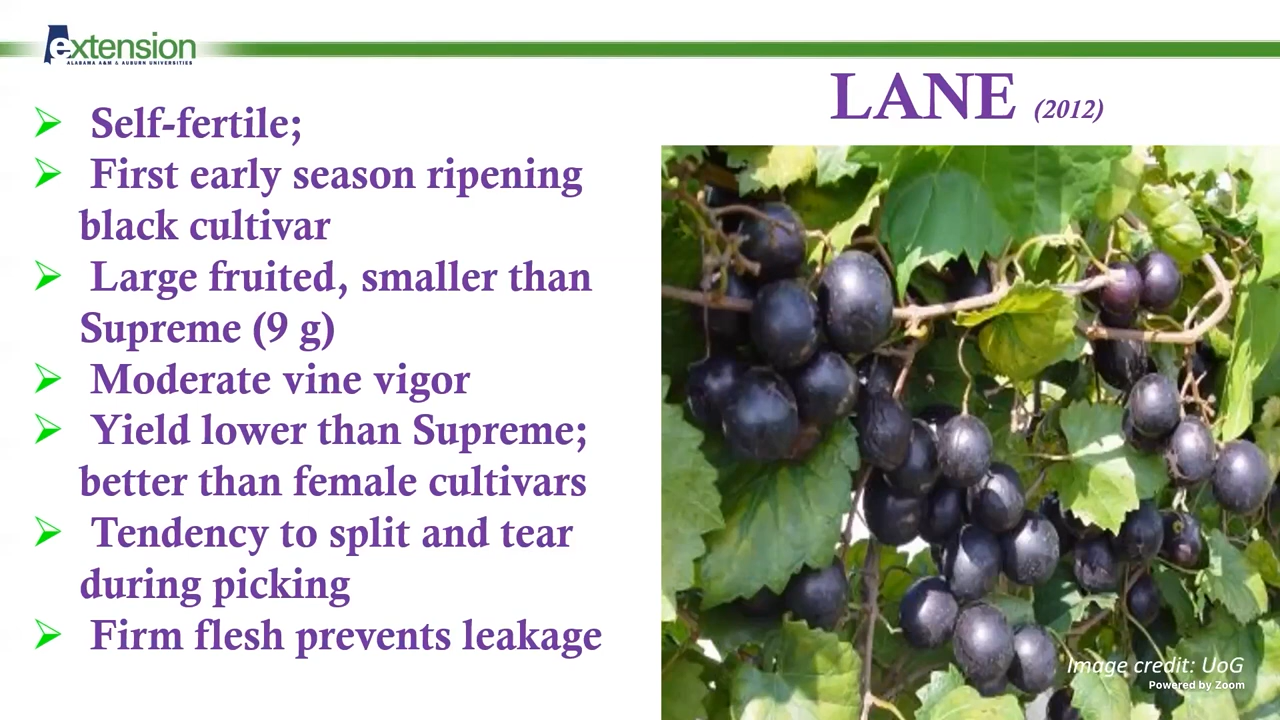 extension
ALABAMA A&M & AUBURN UNIVERSITIES
LANE (2012)
Self-fertile;
First early season ripening
black cultivar
Large fruited, smaller than
Supreme (9 g)
Moderate vine vigor
Yield lower than Supreme;
better than female cultivars
Tendency to split and tear
during picking
Firm flesh prevents leakage
Image credit: UoG
Powered by Zoom